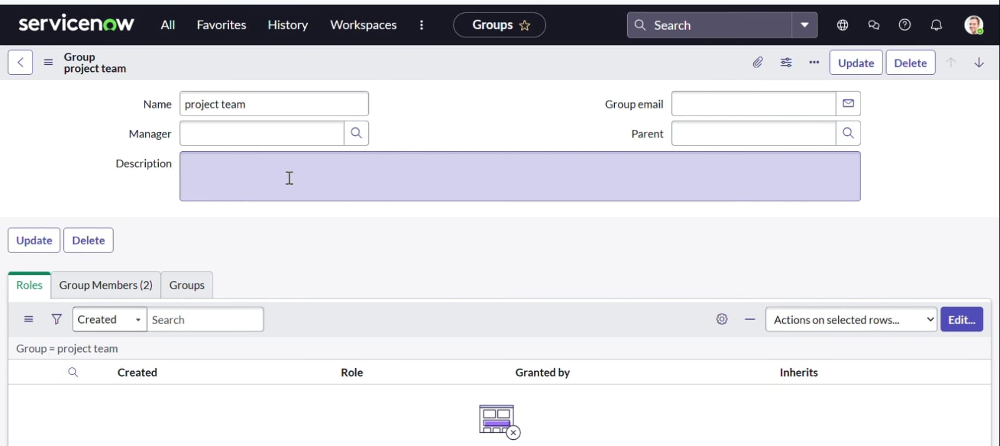 servicenow All Favorites History Workspaces Groups Search
Group
project team
Update Delete
Name project team Group email
Manager Parent
Description
Update Delete
Roles Group Members (2) Groups
Created Search Actions on selected rows... Edit...
Group = project team
Created Role Granted by Inherits